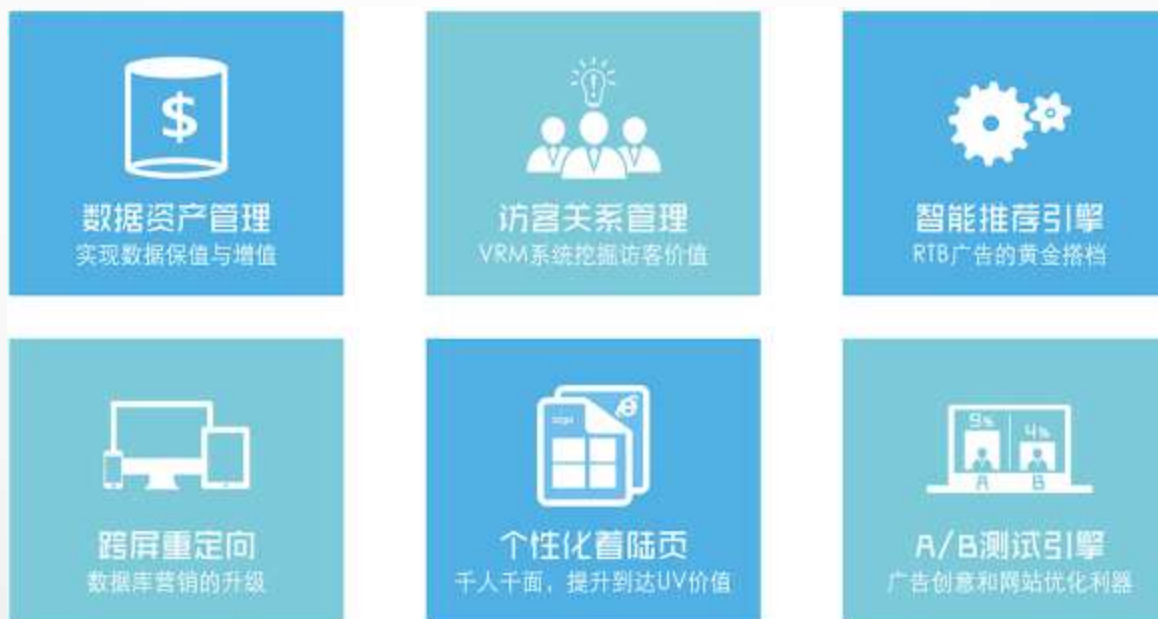 $
数据资产管理
实现数据保值与增值
访客关系管理
VRM系统挖掘访客价值
智能推荐引擎
RTB广告的黄金搭档
跨屏重定向
数据库营销的升级
个性化着陆页
千人千面，提升到达UV价值
9% 4%
A B
A/B测试引擎
广告创意和网站优化利器